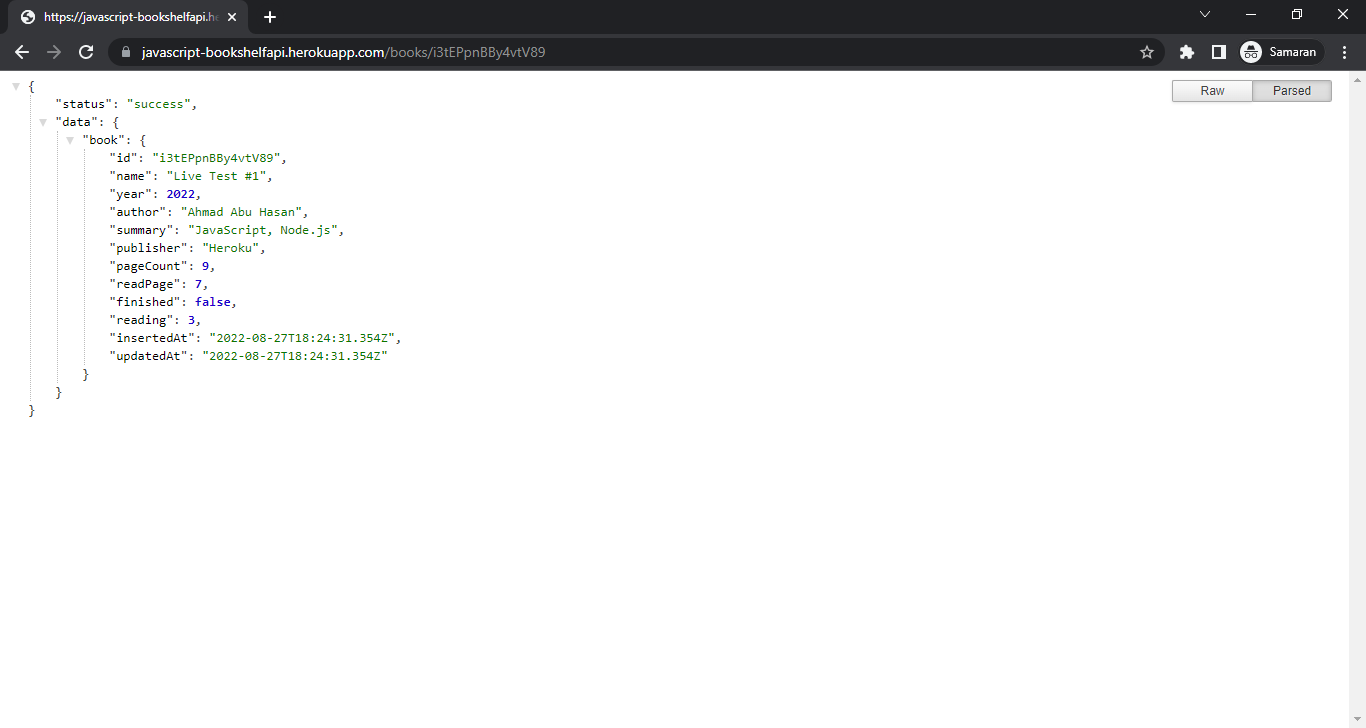 https://javascript-bookshelfapi.he
javascript-bookshelfapi.herokuapp.com/books/i3tEPpnBBy4vtV89
Samaran
Raw Parsed
{
"status": "success",
"data": {
"book": {
"id": "i3tEPpnBBy4vtV89",
"name": "Live Test #1",
"year": 2022,
"author": "Ahmad Abu Hasan",
"summary": "JavaScript, Node.js",
"publisher": "Heroku",
"pageCount": 9,
"readPage": 7,
"finished": false,
"reading": 3,
"insertedAt": "2022-08-27T18:24:31.354Z",
"updatedAt": "2022-08-27T18:24:31.354Z"
}
}
}